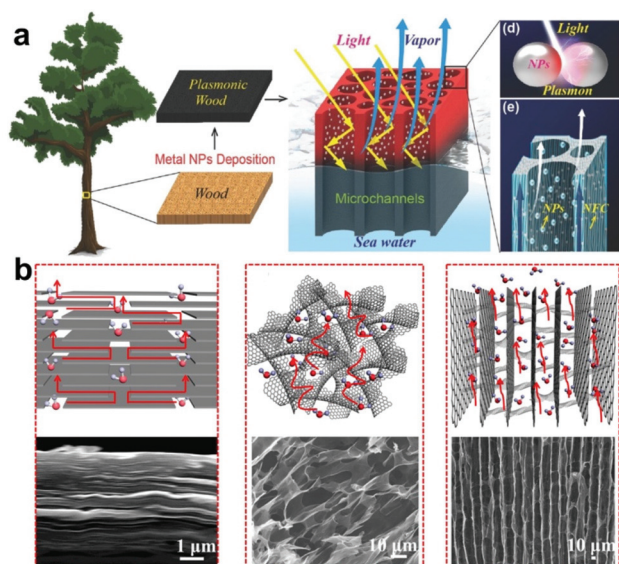 a
Plasmonic
Wood
Metal NPs Deposition
Wood
Light
Vapor
Microchannels
Sea water
(d)
Light
NPs
Plasmon
(e)
NPs
NFC
b
1 μm
10 μm
10 μm